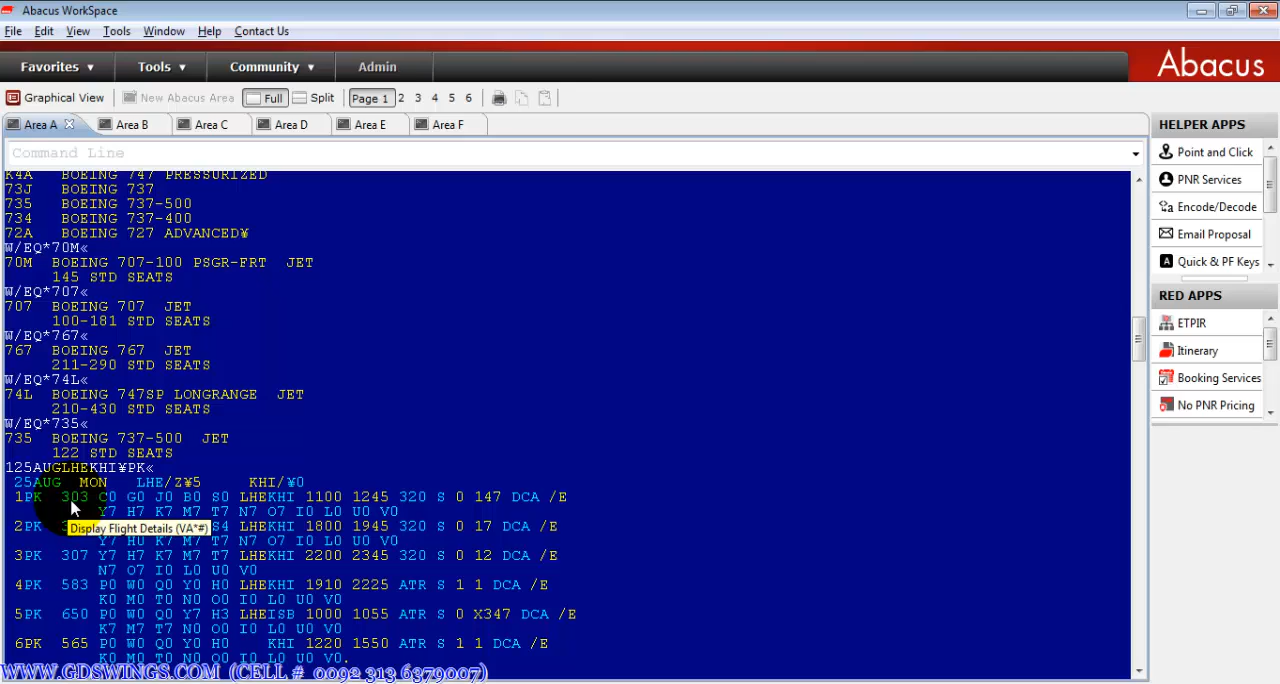 Abacus WorkSpace
File Edit View Tools Window Help Contact Us
Favorites ▾ Tools ▾ Community ▾ Admin
Abacus
Graphical View New Abacus Area Full Split Page 1 2 3 4 5 6
Area A Area B Area C Area D Area E Area F
HELPER APPS
Command Line
Point and Click
PNR Services
Encode/Decode
Email Proposal
Quick & PF Keys
RED APPS
ETPIR
Itinerary
Booking Services
No PNR Pricing
K4A BOEING 747 PRESSURIZED
73J BOEING 737
735 BOEING 737-500
734 BOEING 737-400
72A BOEING 727 ADVANCED¥
W/EQ*70M«
70M BOEING 707-100 PSGR-FRT JET
145 STD SEATS
W/EQ*707«
707 BOEING 707 JET
100-181 STD SEATS
W/EQ*767«
767 BOEING 767 JET
211-290 STD SEATS
W/EQ*74L«
74L BOEING 747SP LONGRANGE JET
210-430 STD SEATS
W/EQ*735«
735 BOEING 737-500 JET
122 STD SEATS
125AUGLHEKHI¥PK«
25AUG MON LHE/Z¥5 KHI/¥0
1PK 303 C0 G0 J0 B0 S0 LHEKHI 1100 1245 320 S 0 147 DCA /E
Y7 H7 K7 M7 T7 N7 O7 I0 L0 U0 V0
Display Flight Details (VA*#)
2PK S4 LHEKHI 1800 1945 320 S 0 17 DCA /E
Y7 HU K7 M7 T7 N7 O7 I0 L0 U0 V0
3PK 307 Y7 H7 K7 M7 T7 LHEKHI 2200 2345 320 S 0 12 DCA /E
N7 O7 I0 L0 U0 V0
4PK 583 P0 W0 Q0 Y0 H0 LHEKHI 1910 2225 ATR S 1 1 DCA /E
K0 M0 T0 N0 O0 I0 L0 U0 V0
5PK 650 P0 W0 Q0 Y7 H3 LHEISB 1000 1055 ATR S 0 X347 DCA /E
K7 M7 T7 N0 O0 I0 L0 U0 V0
6PK 565 P0 W0 Q0 Y0 H0 KHI 1220 1550 ATR S 1 1 DCA /E
K0 M0 T0 N0 O0 I0 L0 U0 V0.
WWW.GDSWINGS.COM (CELL # 0092 313 6379007)